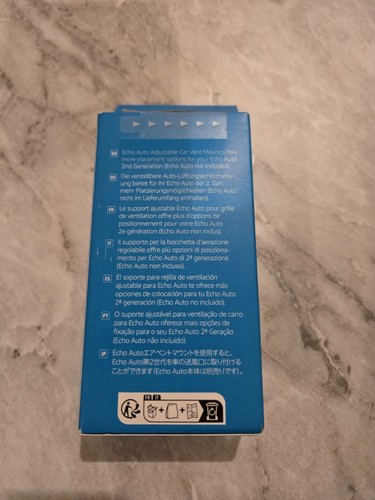 EN Echo Auto Adjustable Car Vent Mount offers
more placement options for your Echo Auto
2nd Generation (Echo Auto not included).
DE Die verstellbare Auto-Lüftungsschlitzhalter-
ung bietet für Ihr Echo Auto der 2. Gen.
mehr Platzierungsmöglichkeiten (Echo Auto
nicht im Lieferumfang enthalten).
FR Le support ajustable Echo Auto pour grille
de ventilation offre plus d'options de
positionnement pour votre Echo Auto
2e génération (Echo Auto non inclus).
IT Il supporto per la bocchetta d'aerazione
regolabile offre più opzioni di posiziona-
mento per Echo Auto di 2ª generazione
(Echo Auto non incluso).
ES El soporte para rejilla de ventilación
ajustable para Echo Auto te ofrece más
opciones de colocación para tu Echo Auto
2ª generación (Echo Auto no incluido).
PT O suporte ajustável para ventilação de carro
para Echo Auto oferece mais opções de
fixação para o seu Echo Auto 2ª Geração
(Echo Auto não incluído).
JP Echo Autoエアベントマウントを使用すると、
Echo Auto第2世代を車の送風口に取り付ける
ことができます (Echo Auto本体は別売りです)。